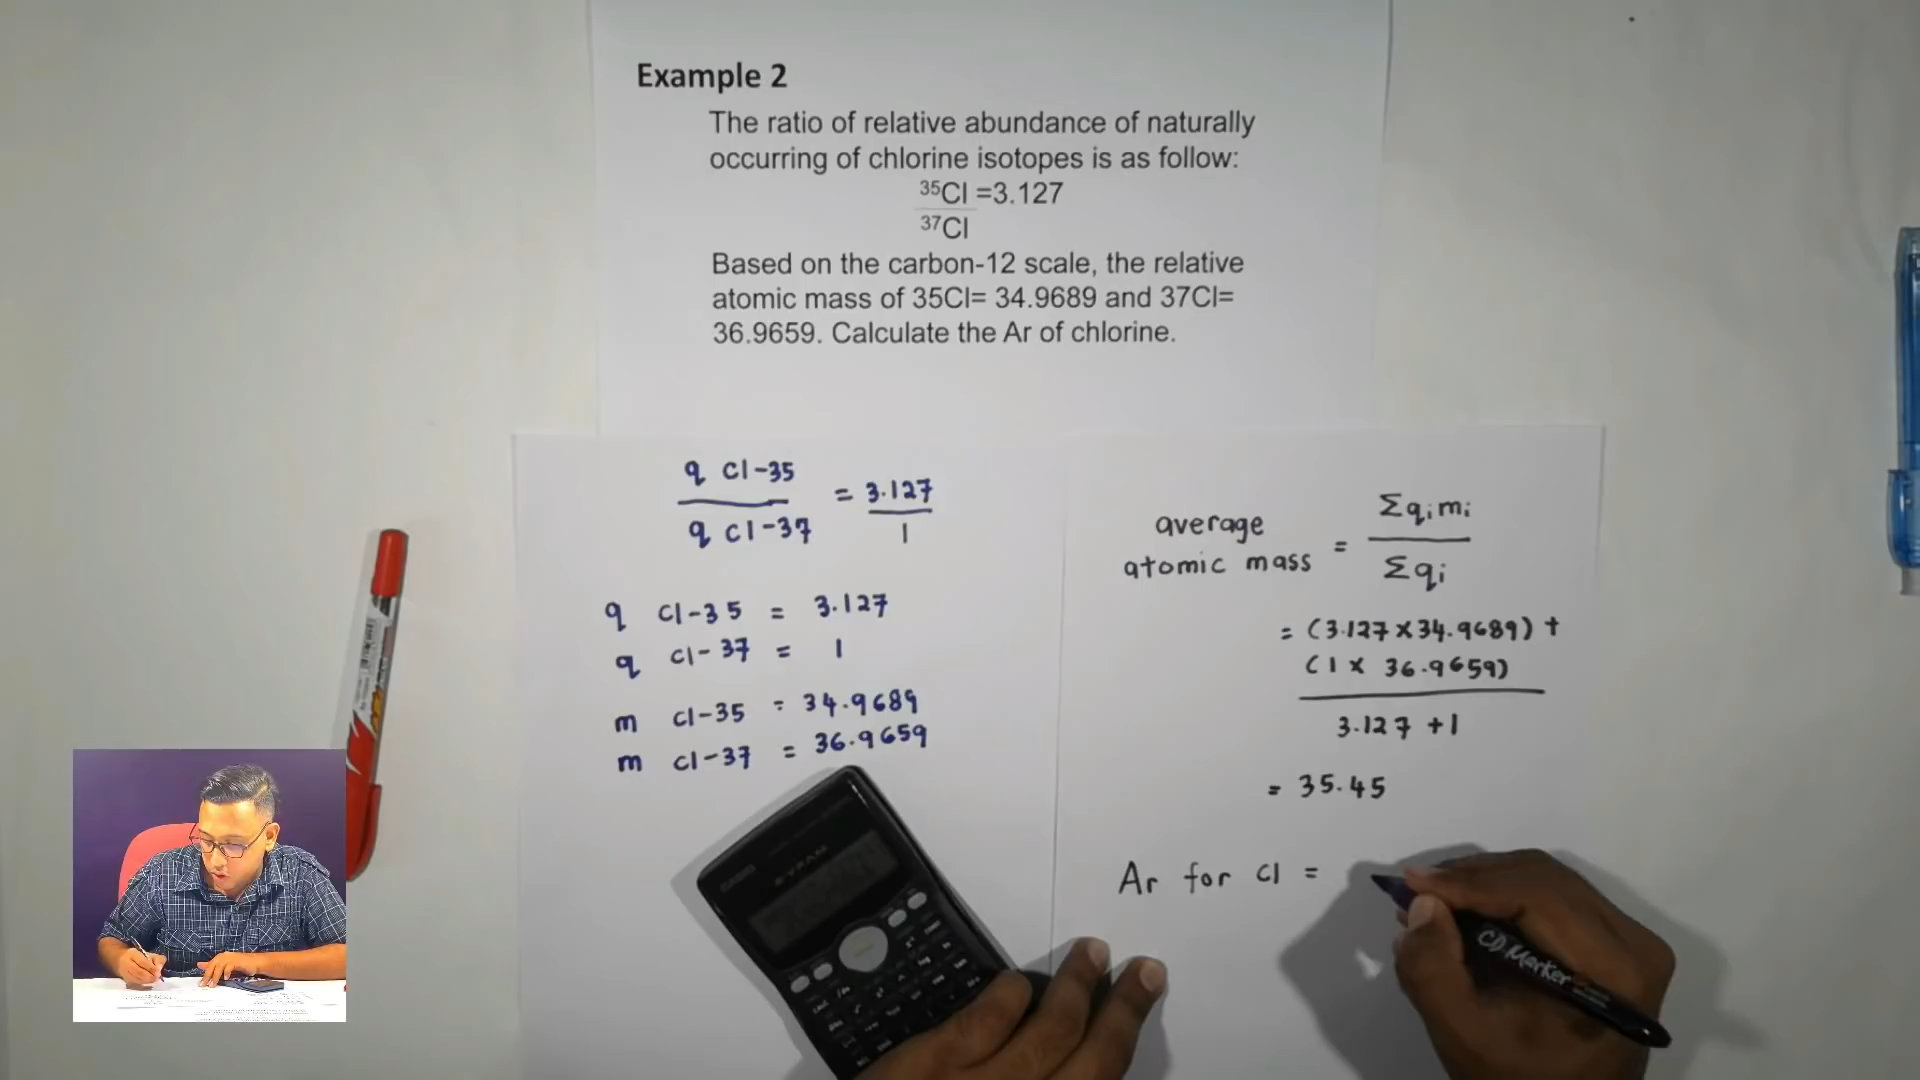 Example 2
The ratio of relative abundance of naturally
occurring of chlorine isotopes is as follow:
³⁵Cl =3.127
³⁷Cl
Based on the carbon-12 scale, the relative
atomic mass of 35Cl= 34.9689 and 37Cl=
36.9659. Calculate the Ar of chlorine.
q Cl-35
q Cl-37
= 3.127
1
q Cl-35 = 3.127
q Cl-37 = 1
m Cl-35 = 34.9689
m Cl-37 = 36.9659
average
atomic mass
= Σqᵢmᵢ
Σqᵢ
= (3.127 x 34.9689) +
(1 x 36.9659)
3.127 + 1
= 35.45
Ar for Cl =
CD Marker
CASIO